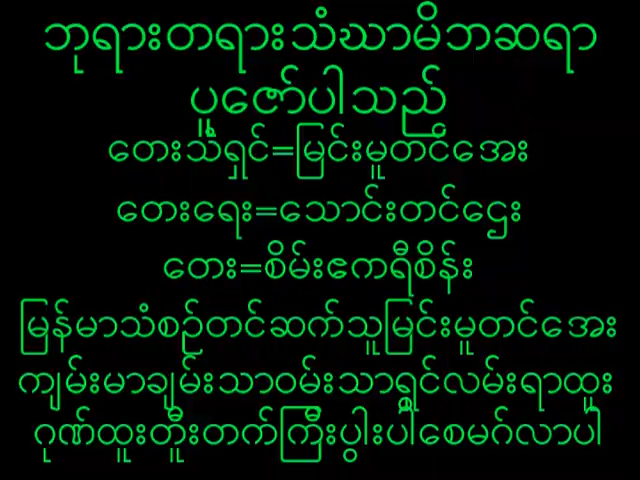 ဘုရားတရားသံဃာမိဘဆရာ
ပူဇော်ပါသည်
တေးသံရှင်=မြင်းမူတင်အေး
တေးရေး=သောင်းတင်ဌေး
တေး=စိမ်းဧကရီစိန်း
မြန်မာသံစဉ်တင်ဆက်သူမြင်းမူတင်အေး
ကျမ်းမာချမ်းသာဝမ်းသာရွှင်လမ်းရာထူး
ဂုဏ်ထူးတိူးတက်ကြီးပွါးပါစေမင်္ဂလာပါ